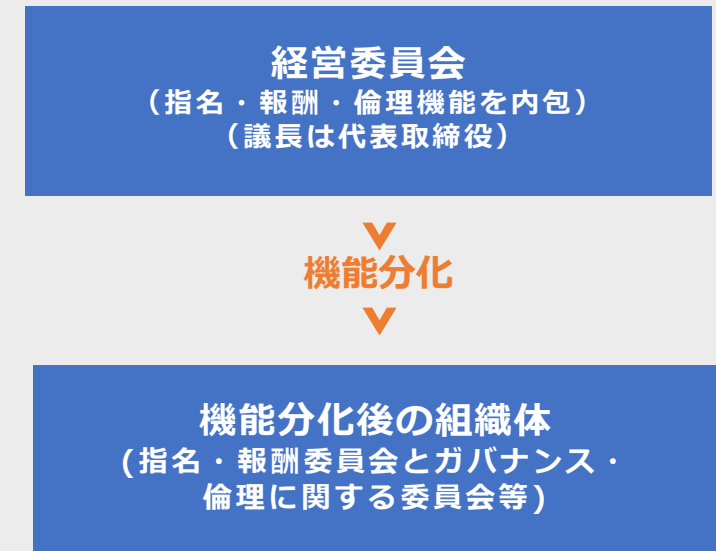 経営委員会
（指名・報酬・倫理機能を内包）
（議長は代表取締役）
機能分化
機能分化後の組織体
(指名・報酬委員会とガバナンス・
倫理に関する委員会等)